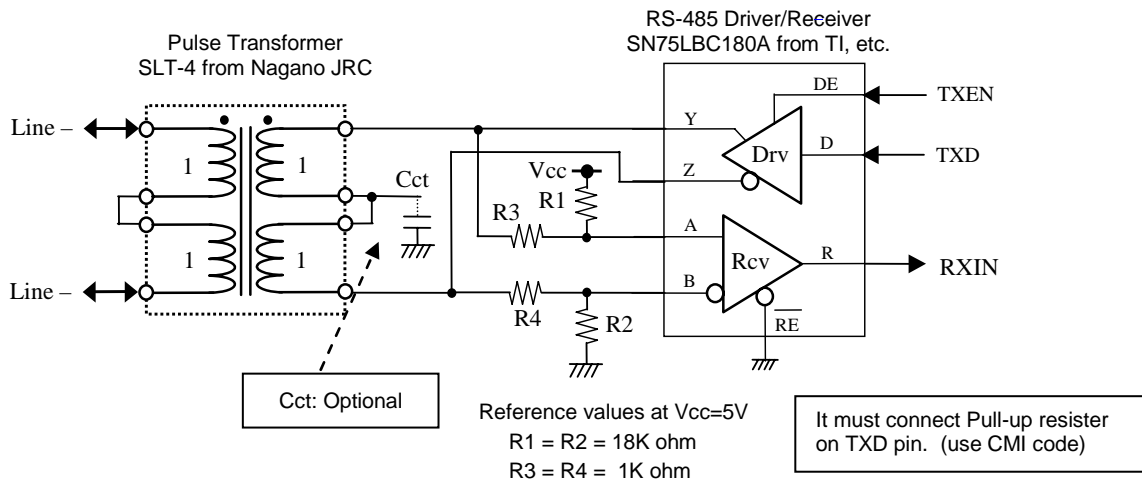 RS-485 Driver/Receiver
SN75LBC180A from TI, etc.
Pulse Transformer
SLT-4 from Nagano JRC
DE
TXEN
Line –
Y
Drv
D
TXD
1
1
Cct
Vcc
Z
R1
R3
A
1
1
Rcv
R
RXIN
Line –
B
R4
R2
RE
Cct: Optional
Reference values at Vcc=5V
R1 = R2 = 18K ohm
R3 = R4 = 1K ohm
It must connect Pull-up resister
on TXD pin. (use CMI code)